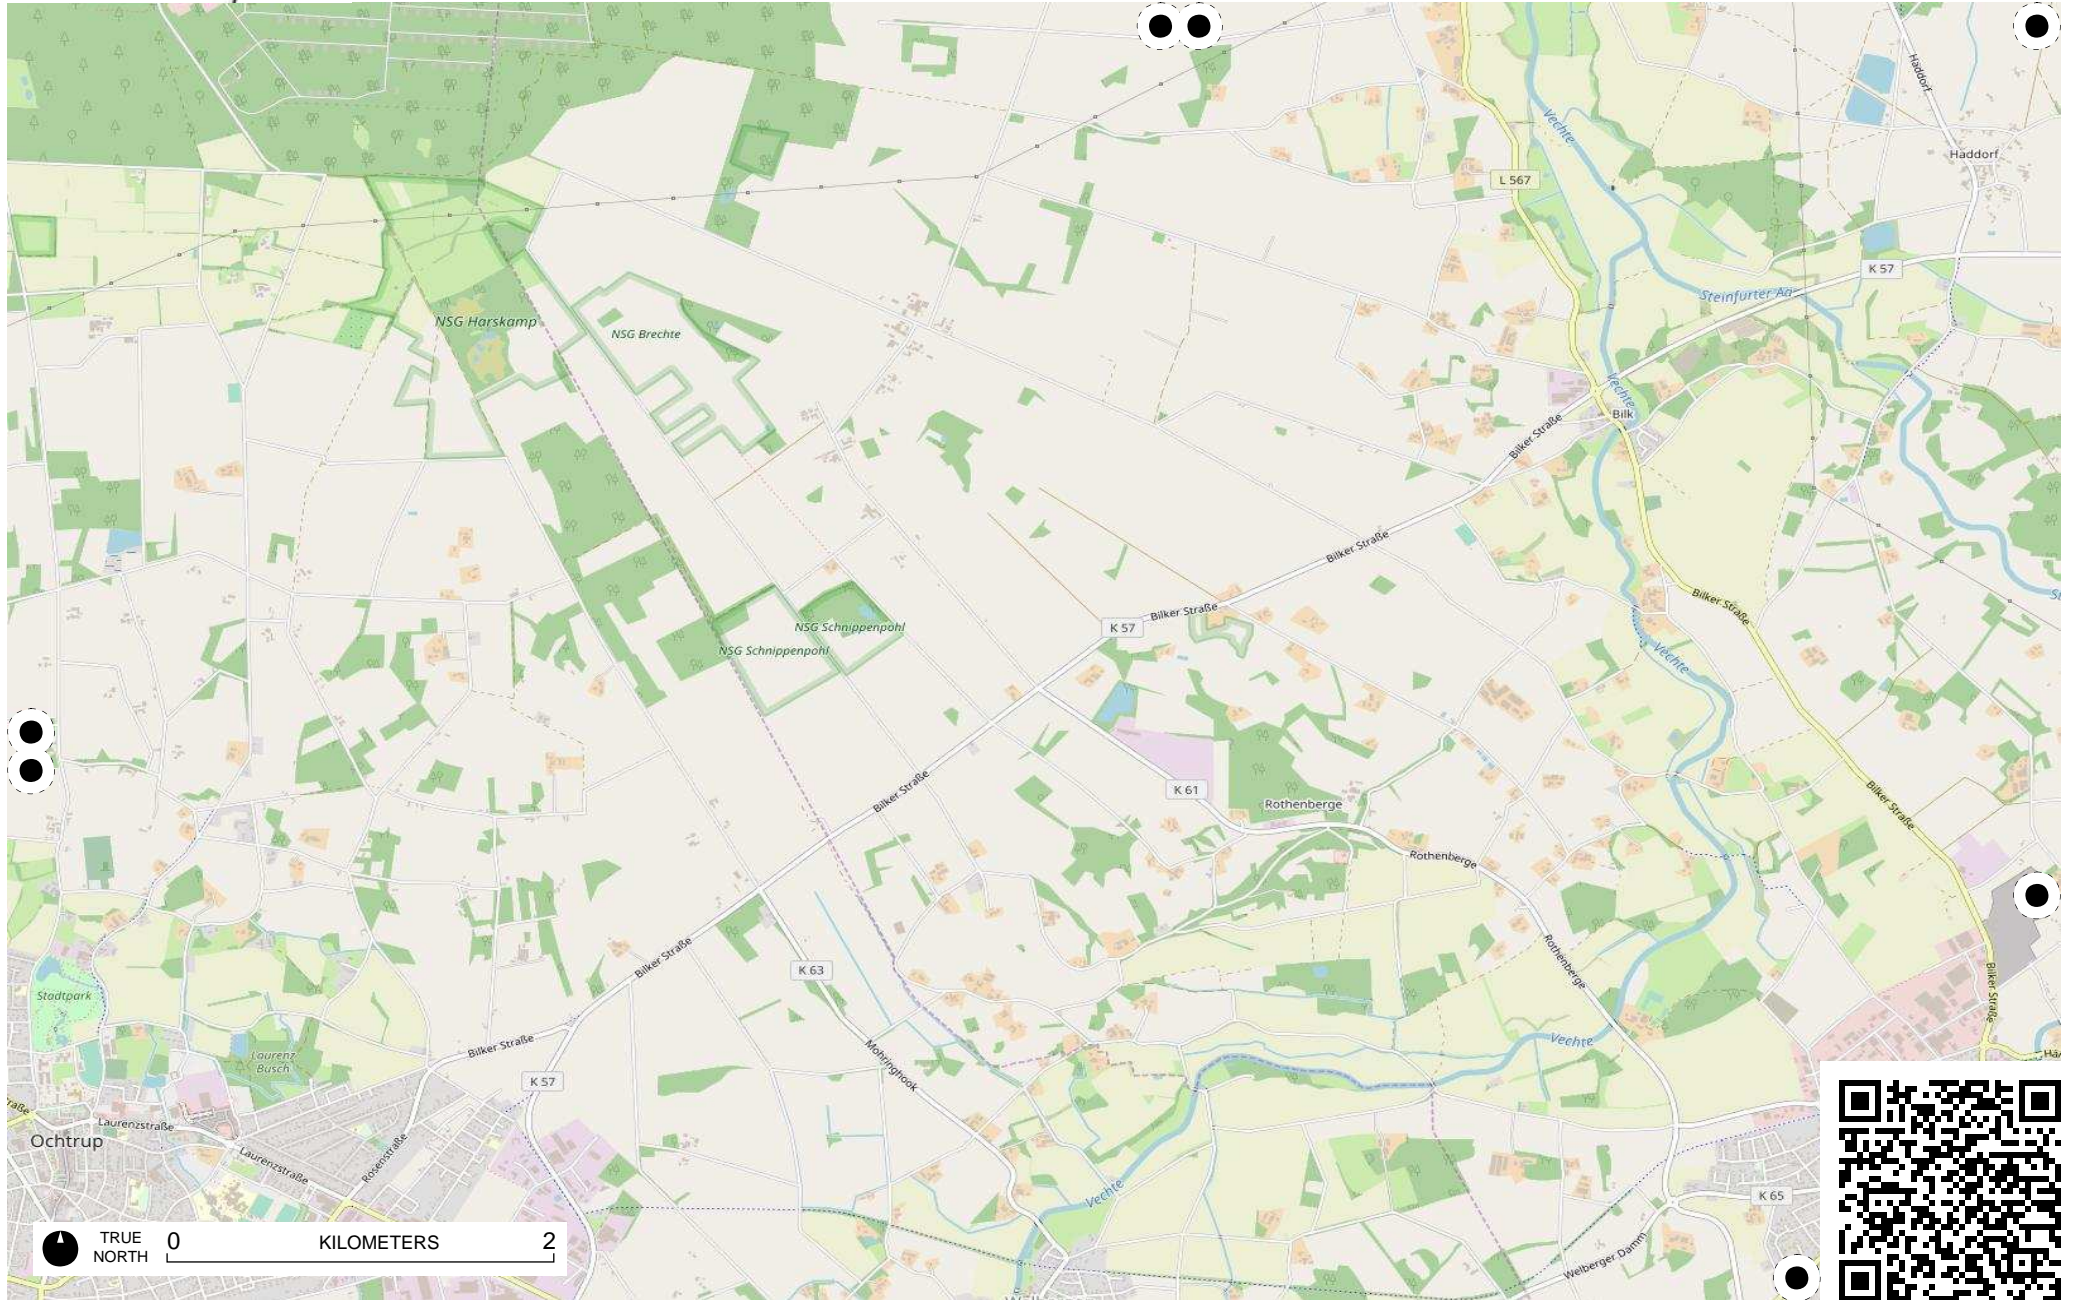 Haddorf
Vechte
Haddorf
L 567
K 57
Steinfurter Aa
NSG Harskamp
NSG Brechte
Vechte
Bilk
Bilker Straße
Bilker Straße
Bilker Straße
Bilker Straße
K 57
NSG Schnippenpohl
NSG Schnippenpohl
Vechte
Bilker Straße
K 61
Rothenberge
Bilker Straße
Rothenberge
Bilker Straße
K 63
Rothenberge
Bilker Straße
Stadtpark
Bilker Straße
Vechte
Laurenz
Busch
Mohringhook
K 57
raße
Laurenzstraße
Ochtrup
Laurenzstraße
Rosenstraße
Vechte
K 65
Welberger Damm
TRUE
NORTH
0
KILOMETERS
2